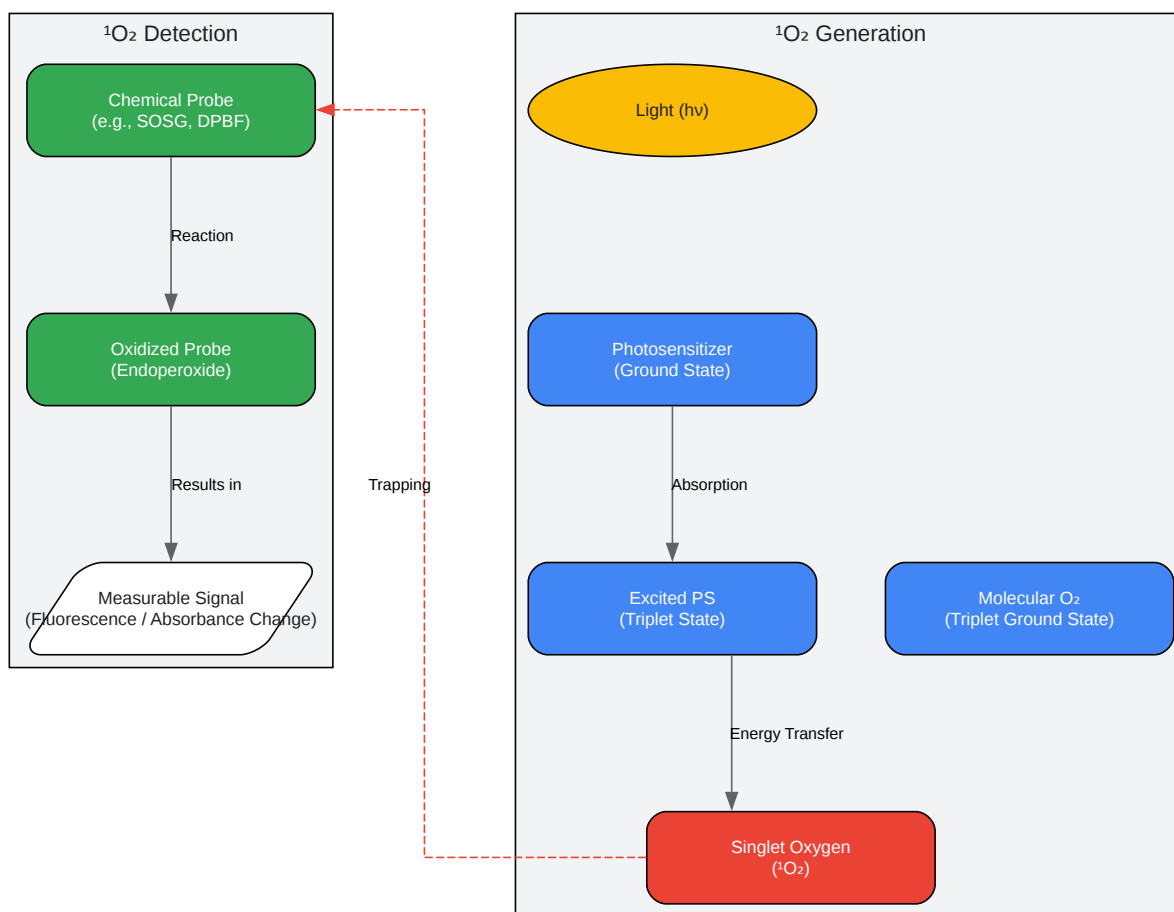 ¹O₂ Detection
Chemical Probe
(e.g., SOSG, DPBF)
Reaction
Oxidized Probe
(Endoperoxide)
Results in
Measurable Signal
(Fluorescence / Absorbance Change)
Trapping
¹O₂ Generation
Light (hν)
Photosensitizer
(Ground State)
Absorption
Excited PS
(Triplet State)
Molecular O₂
(Triplet Ground State)
Energy Transfer
Singlet Oxygen
(¹O₂)